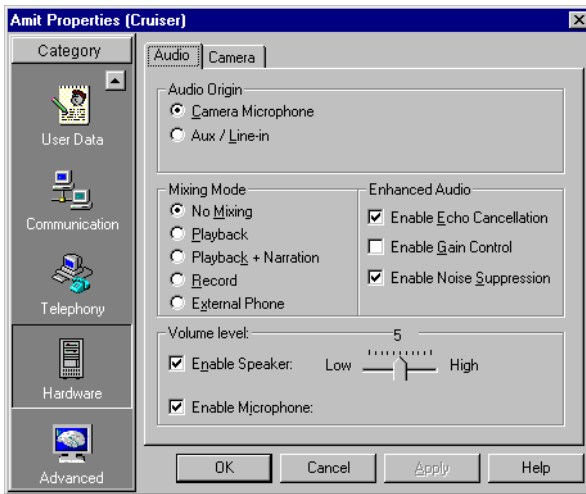 Amit Properties (Cruiser)
Category
User Data
Communication
Telephony
Hardware
Advanced
Audio
Camera
Audio Origin
Camera Microphone
Aux / Line-in
Mixing Mode
No Mixing
Playback
Playback + Narration
Record
External Phone
Enhanced Audio
Enable Echo Cancellation
Enable Gain Control
Enable Noise Suppression
Volume level:
5
Enable Speaker:
Low
High
Enable Microphone:
OK
Cancel
Apply
Help